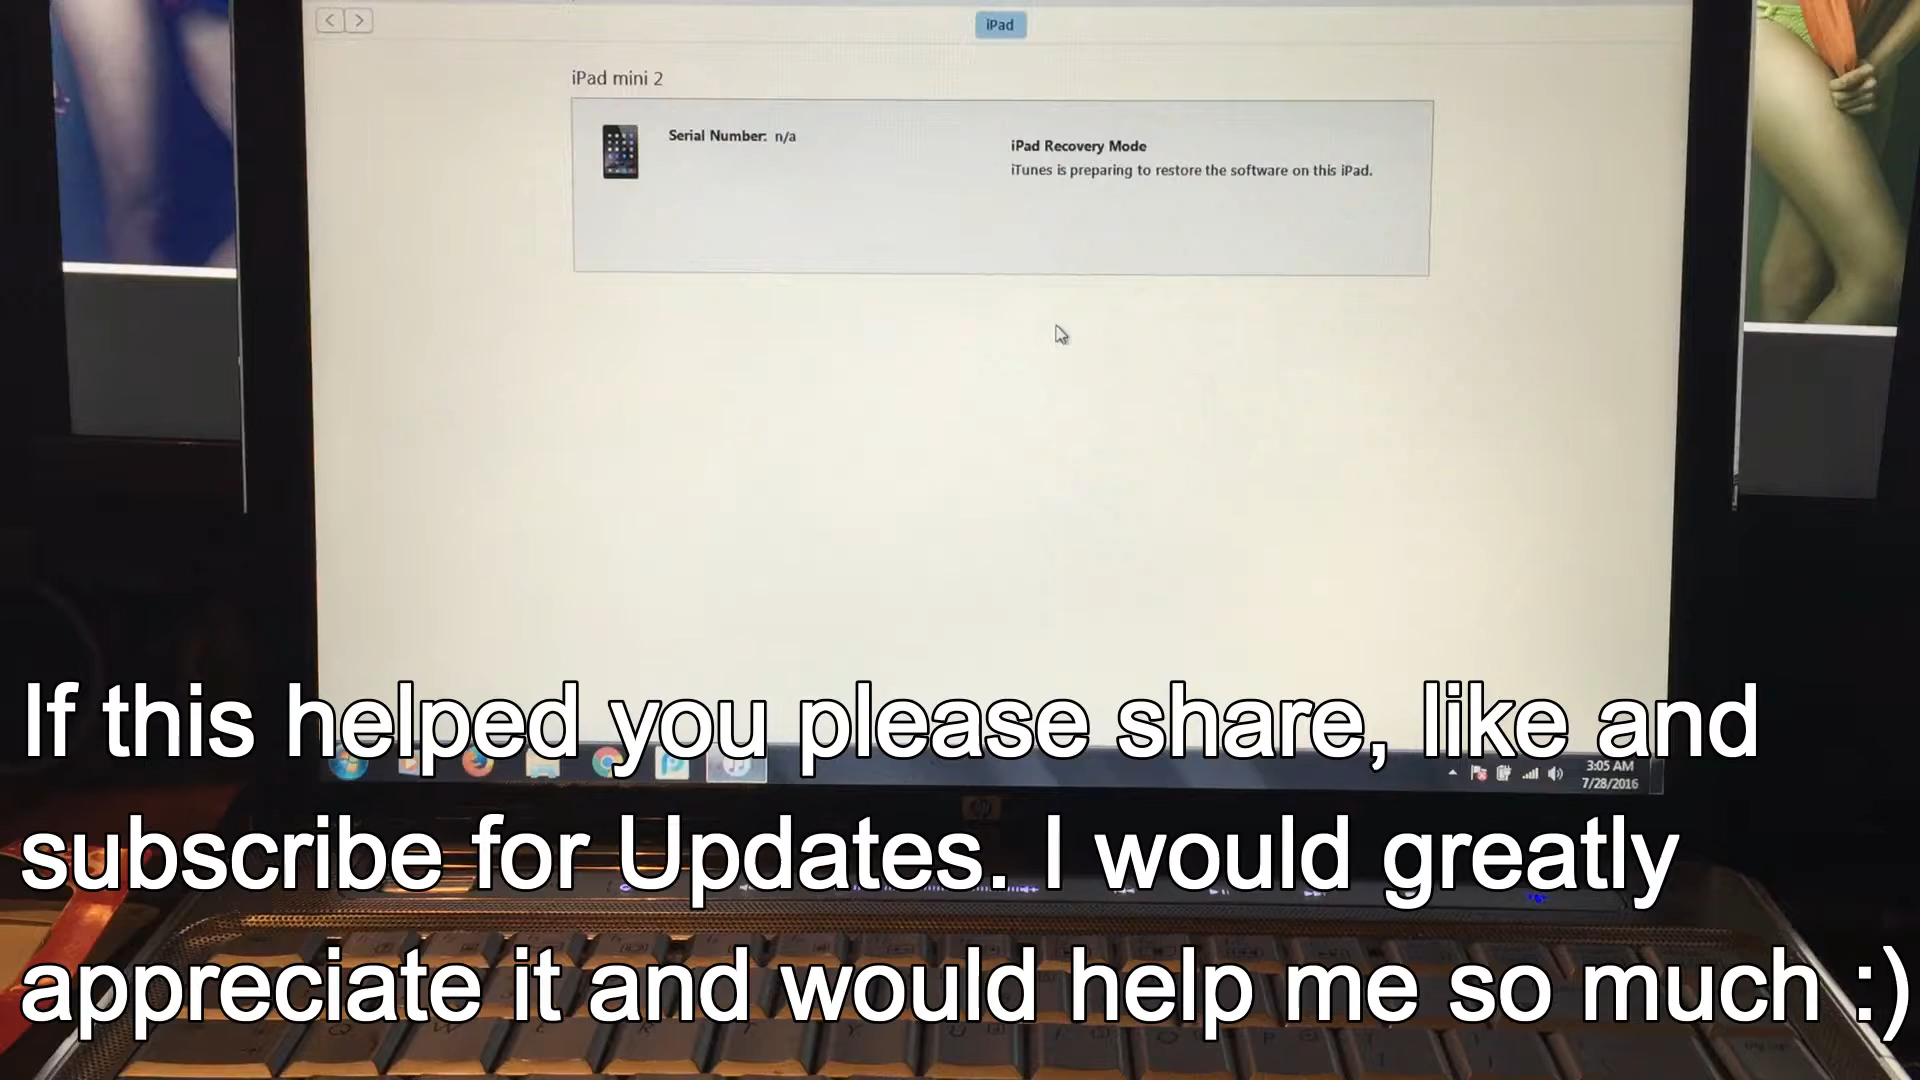 iPad
iPad mini 2
Serial Number: n/a
iPad Recovery Mode
iTunes is preparing to restore the software on this iPad.
If this helped you please share, like and
3:05 AM
7/28/2016
hp
subscribe for Updates. I would greatly
appreciate it and would help me so much :)